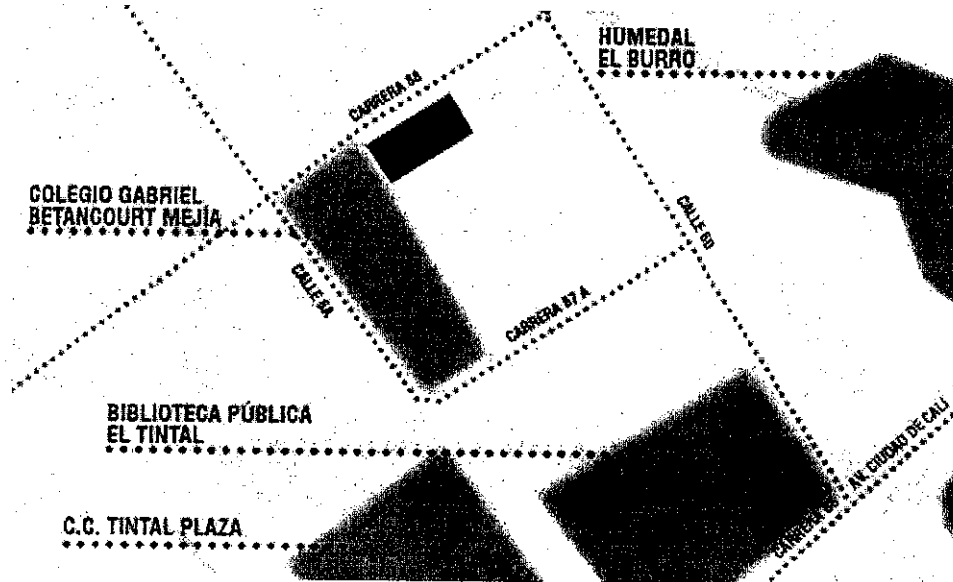 HUMEDAL
EL BURRO
CARRERA 88
COLEGIO GABRIEL
BETANCOURT MEJÍA
CALLE 6A
CALLE 6D
CARRERA 87 A
BIBLIOTECA PÚBLICA
EL TINTAL
AV. CIUDAD DE CALI
CARRERA
C.C. TINTAL PLAZA